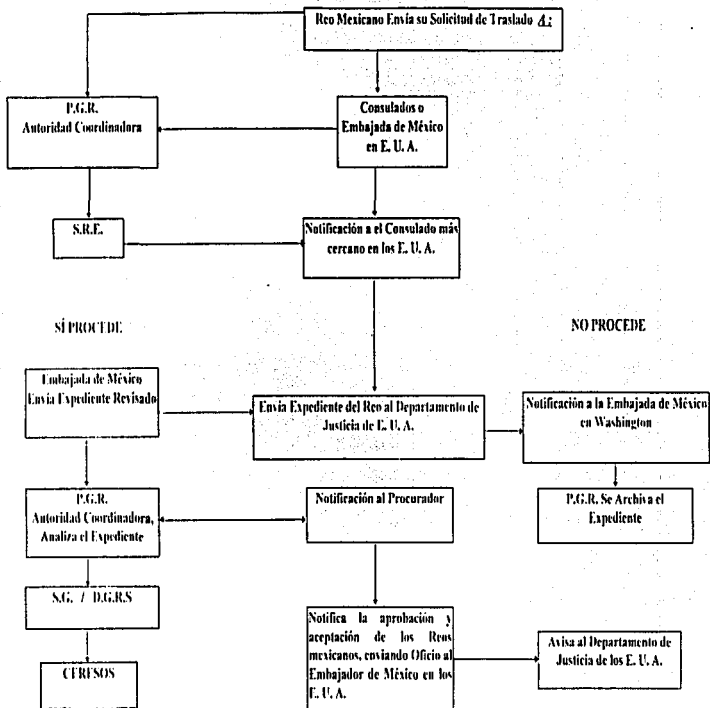 Reo Mexicano Envía su Solicitud de Traslado A:
P.G.R.
Autoridad Coordinadora
Consulados o
Embajada de México
en E. U. A.
S.R.E.
Notificación a el Consulado más
cercano en los E. U. A.
SÍ PROCEDE
NO PROCEDE
Embajada de México
Envía Expediente Revisado
Envía Expediente del Reo al Departamento de
Justicia de E. U. A.
Notificación a la Embajada de México
en Washington
P.G.R.
Autoridad Coordinadora,
Analiza el Expediente
Notificación al Procurador
P.G.R. Se Archiva el
Expediente
S.G. / D.G.R.S
Notifica la aprobación y
aceptación de los Reos
mexicanos, enviando Oficio al
Embajador de México en los
E. U. A.
Avisa al Departamento de
Justicia de los E. U. A.
CERESOS